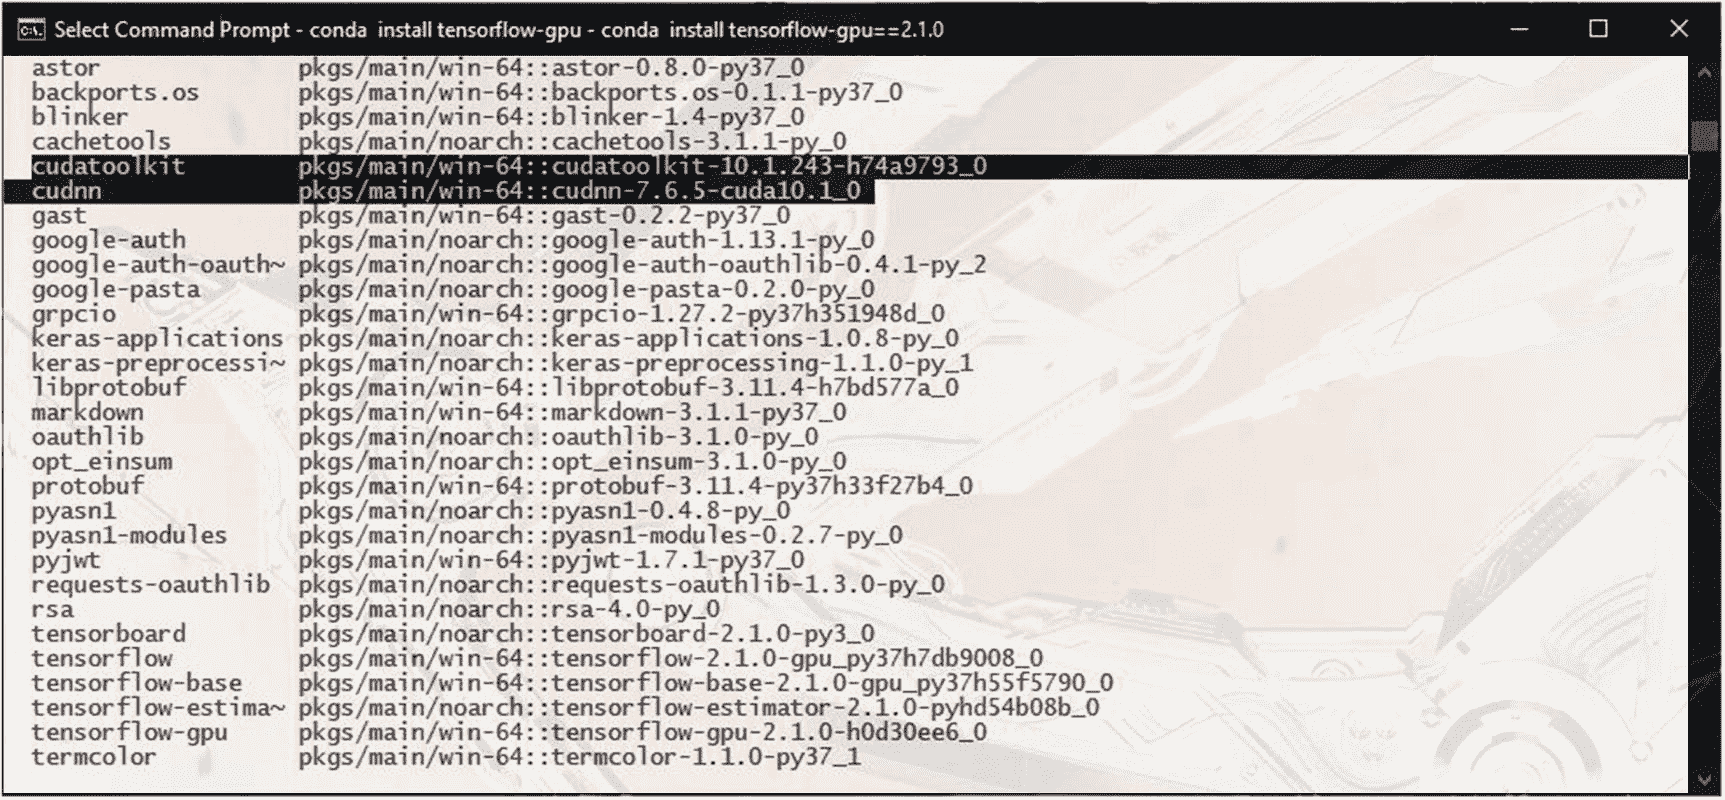 Select Command Prompt - conda  install tensorflow-gpu - conda  install tensorflow-gpu==2.1.0
astor pkgs/main/win-64::astor-0.8.0-py37_0
backports.os pkgs/main/win-64::backports.os-0.1.1-py37_0
blinker pkgs/main/win-64::blinker-1.4-py37_0
cachetools pkgs/main/noarch::cachetools-3.1.1-py_0
cudatoolkit pkgs/main/win-64::cudatoolkit-10.1.243-h74a9793_0
cudnn pkgs/main/win-64::cudnn-7.6.5-cuda10.1_0
gast pkgs/main/win-64::gast-0.2.2-py37_0
google-auth pkgs/main/noarch::google-auth-1.13.1-py_0
google-auth-oauth~ pkgs/main/noarch::google-auth-oauthlib-0.4.1-py_2
google-pasta pkgs/main/noarch::google-pasta-0.2.0-py_0
grpcio pkgs/main/win-64::grpcio-1.27.2-py37h351948d_0
keras-applications pkgs/main/noarch::keras-applications-1.0.8-py_0
keras-preprocessi~ pkgs/main/noarch::keras-preprocessing-1.1.0-py_1
libprotobuf pkgs/main/win-64::libprotobuf-3.11.4-h7bd577a_0
markdown pkgs/main/win-64::markdown-3.1.1-py37_0
oauthlib pkgs/main/noarch::oauthlib-3.1.0-py_0
opt_einsum pkgs/main/noarch::opt_einsum-3.1.0-py_0
protobuf pkgs/main/win-64::protobuf-3.11.4-py37h33f27b4_0
pyasn1 pkgs/main/noarch::pyasn1-0.4.8-py_0
pyasn1-modules pkgs/main/noarch::pyasn1-modules-0.2.7-py_0
pyjwt pkgs/main/win-64::pyjwt-1.7.1-py37_0
requests-oauthlib pkgs/main/noarch::requests-oauthlib-1.3.0-py_0
rsa pkgs/main/noarch::rsa-4.0-py_0
tensorboard pkgs/main/noarch::tensorboard-2.1.0-py3_0
tensorflow pkgs/main/win-64::tensorflow-2.1.0-gpu_py37h7db9008_0
tensorflow-base pkgs/main/win-64::tensorflow-base-2.1.0-gpu_py37h55f5790_0
tensorflow-estima~ pkgs/main/noarch::tensorflow-estimator-2.1.0-pyhd54b08b_0
tensorflow-gpu pkgs/main/win-64::tensorflow-gpu-2.1.0-h0d30ee6_0
termcolor pkgs/main/win-64::termcolor-1.1.0-py37_1